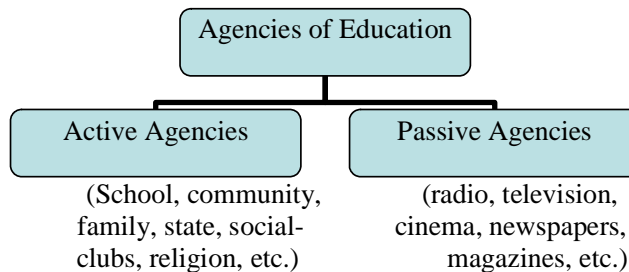 Agencies of Education
Active Agencies
Passive Agencies
(School, community,
family, state, social-
clubs, religion, etc.)
(radio, television,
cinema, newspapers,
magazines, etc.)